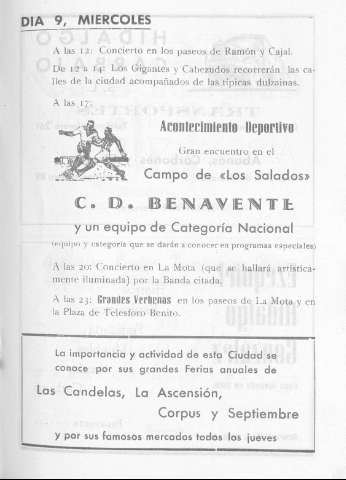 DIA 9, MIERCOLES
A las 12: Concierto en los paseos de Ramón y Cajal.
De 12 a 14: Los Gigantes y Cabezudos recorrerán las ca-
lles de la ciudad acompañados de las típicas dulzainas.
A las 17:
Acontecimiento Deportivo
Gran encuentro en el
Campo de «Los Salados»
C. D. BENAVENTE
y un equipo de Categoría Nacional
(equipo y categoría que se darán a conocer en programas especiales)
A las 20: Concierto en La Mota (que se hallará artística-
mente iluminada) por la Banda citada.
A las 23: Grandes Verbenas en los paseos de La Mota y en
la Plaza de Telesforo Benito.
La importancia y actividad de esta Ciudad se
conoce por sus grandes Ferias anuales de
Las Candelas, La Ascensión,
Corpus y Septiembre
y por sus famosos mercados todos los jueves